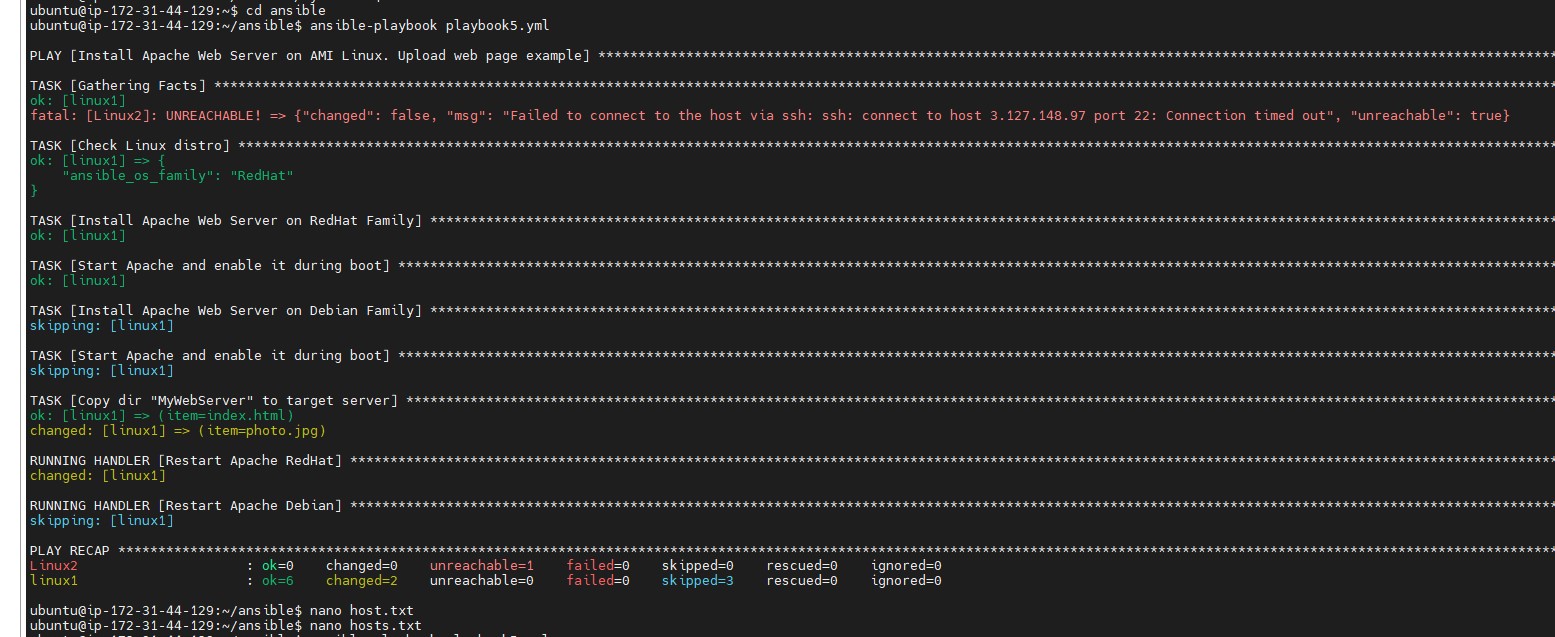 ubuntu@ip-172-31-44-129:~$ cd ansible
ubuntu@ip-172-31-44-129:~/ansible$ ansible-playbook playbook5.yml
PLAY [Install Apache Web Server on AMI Linux. Upload web page example] ************************************************************************************************************************
TASK [Gathering Facts] ************************************************************************************************************************************************************************
ok: [linux1]
fatal: [Linux2]: UNREACHABLE! => {"changed": false, "msg": "Failed to connect to the host via ssh: ssh: connect to host 3.127.148.97 port 22: Connection timed out", "unreachable": true}
TASK [Check Linux distro] *********************************************************************************************************************************************************************
ok: [linux1] => {
    "ansible_os_family": "RedHat"
}
TASK [Install Apache Web Server on RedHat Family] *********************************************************************************************************************************************
ok: [linux1]
TASK [Start Apache and enable it during boot] *************************************************************************************************************************************************
ok: [linux1]
TASK [Install Apache Web Server on Debian Family] *********************************************************************************************************************************************
skipping: [linux1]
TASK [Start Apache and enable it during boot] *************************************************************************************************************************************************
skipping: [linux1]
TASK [Copy dir "MyWebServer" to target server] ************************************************************************************************************************************************
ok: [linux1] => (item=index.html)
changed: [linux1] => (item=photo.jpg)
RUNNING HANDLER [Restart Apache RedHat] *******************************************************************************************************************************************************
changed: [linux1]
RUNNING HANDLER [Restart Apache Debian] *******************************************************************************************************************************************************
skipping: [linux1]
PLAY RECAP ************************************************************************************************************************************************************************************
Linux2                     : ok=0    changed=0    unreachable=1    failed=0    skipped=0    rescued=0    ignored=0
linux1                     : ok=6    changed=2    unreachable=0    failed=0    skipped=3    rescued=0    ignored=0
ubuntu@ip-172-31-44-129:~/ansible$ nano host.txt
ubuntu@ip-172-31-44-129:~/ansible$ nano hosts.txt